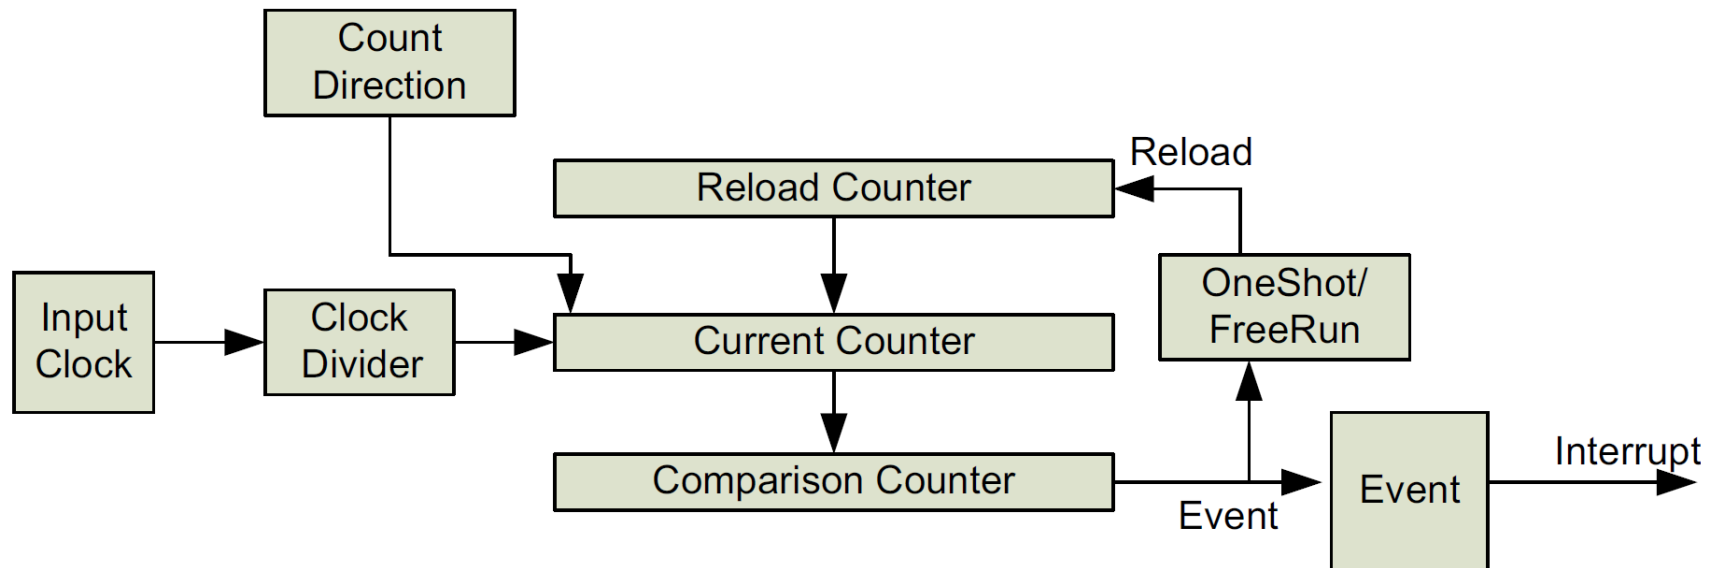 Count
Direction
Reload
Reload Counter
OneShot/
FreeRun
Input
Clock
Clock
Divider
Current Counter
Comparison Counter
Event
Event
Interrupt